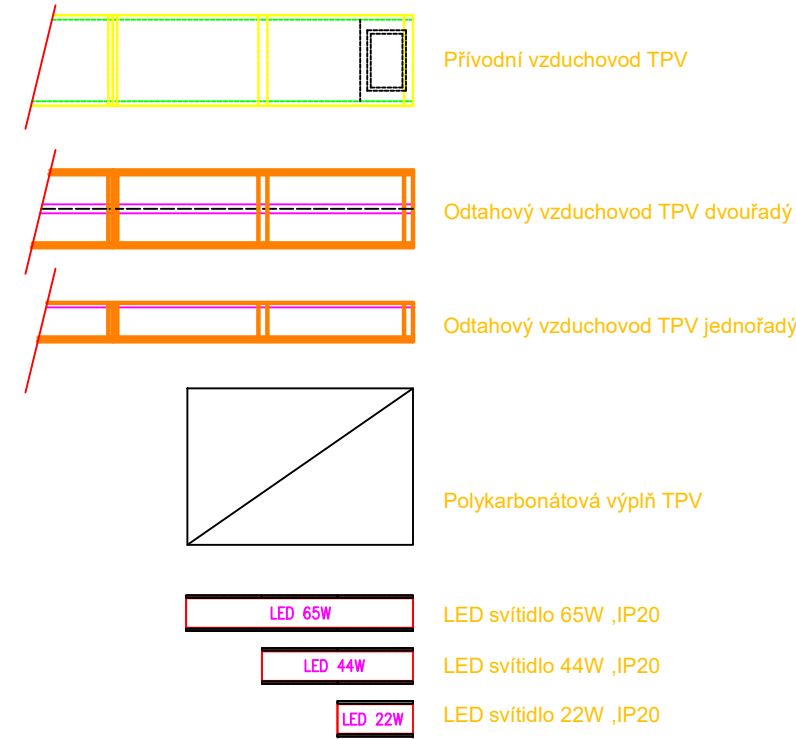 Přívodní vzduchovod TPV
Odtahový vzduchovod TPV dvouřadý
Odtahový vzduchovod TPV jednořadý
Polykarbonátová výplň TPV
LED 65W
LED svítidlo 65W ,IP20
LED 44W
LED svítidlo 44W ,IP20
LED 22W
LED svítidlo 22W ,IP20